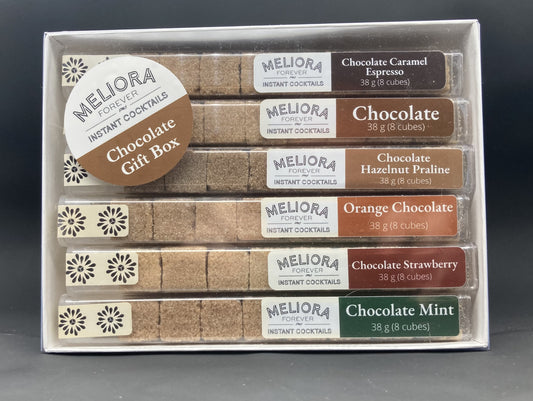 MELIORA
FOREVER
INSTANT COCKTAILS
Chocolate
Gift Box
MELIORA
FOREVER
INSTANT COCKTAILS
Chocolate Caramel
Espresso
38 g (8 cubes)
MELIORA
FOREVER
INSTANT COCKTAILS
Chocolate
38 g (8 cubes)
MELIORA
FOREVER
INSTANT COCKTAILS
Chocolate
Hazelnut Praline
38 g (8 cubes)
MELIORA
FOREVER
INSTANT COCKTAILS
Orange Chocolate
38 g (8 cubes)
MELIORA
FOREVER
INSTANT COCKTAILS
Chocolate Strawberry
38 g (8 cubes)
MELIORA
FOREVER
INSTANT COCKTAILS
Chocolate Mint
38 g (8 cubes)